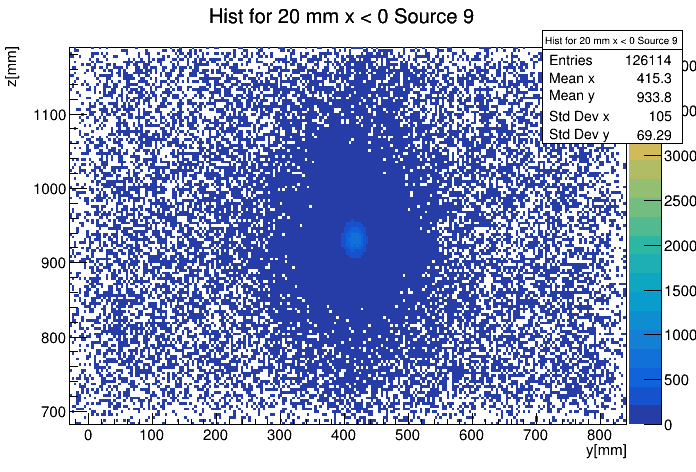 Hist for 20 mm x < 0 Source 9
Hist for 20 mm x < 0 Source 9
Entries 126114
Mean x 415.3
Mean y 933.8
Std Dev x 105
Std Dev y 69.29
z[mm]
1100
1000
900
800
700
0 100 200 300 400 500 600 700 800
y[mm]
3000
2500
2000
1500
1000
500
0